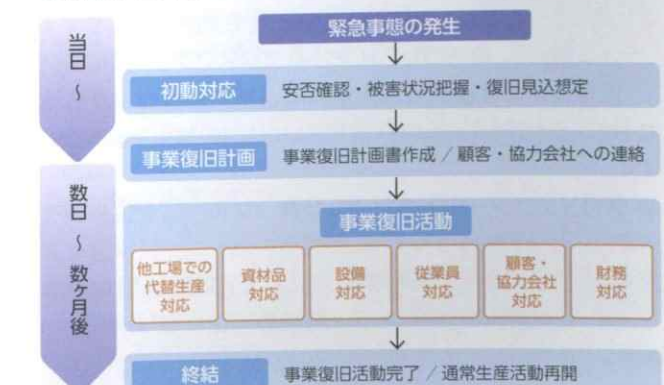 緊急事態の発生
当日
〜
初動対応
安否確認・被害状況把握・復旧見込想定
事業復旧計画
事業復旧計画書作成 / 顧客・協力会社への連絡
数日
〜
数ヶ月後
事業復旧活動
他工場での
代替生産
対応
資材品
対応
設備
対応
従業員
対応
顧客・
協力会社
対応
財務
対応
終結
事業復旧活動完了 / 通常生産活動再開